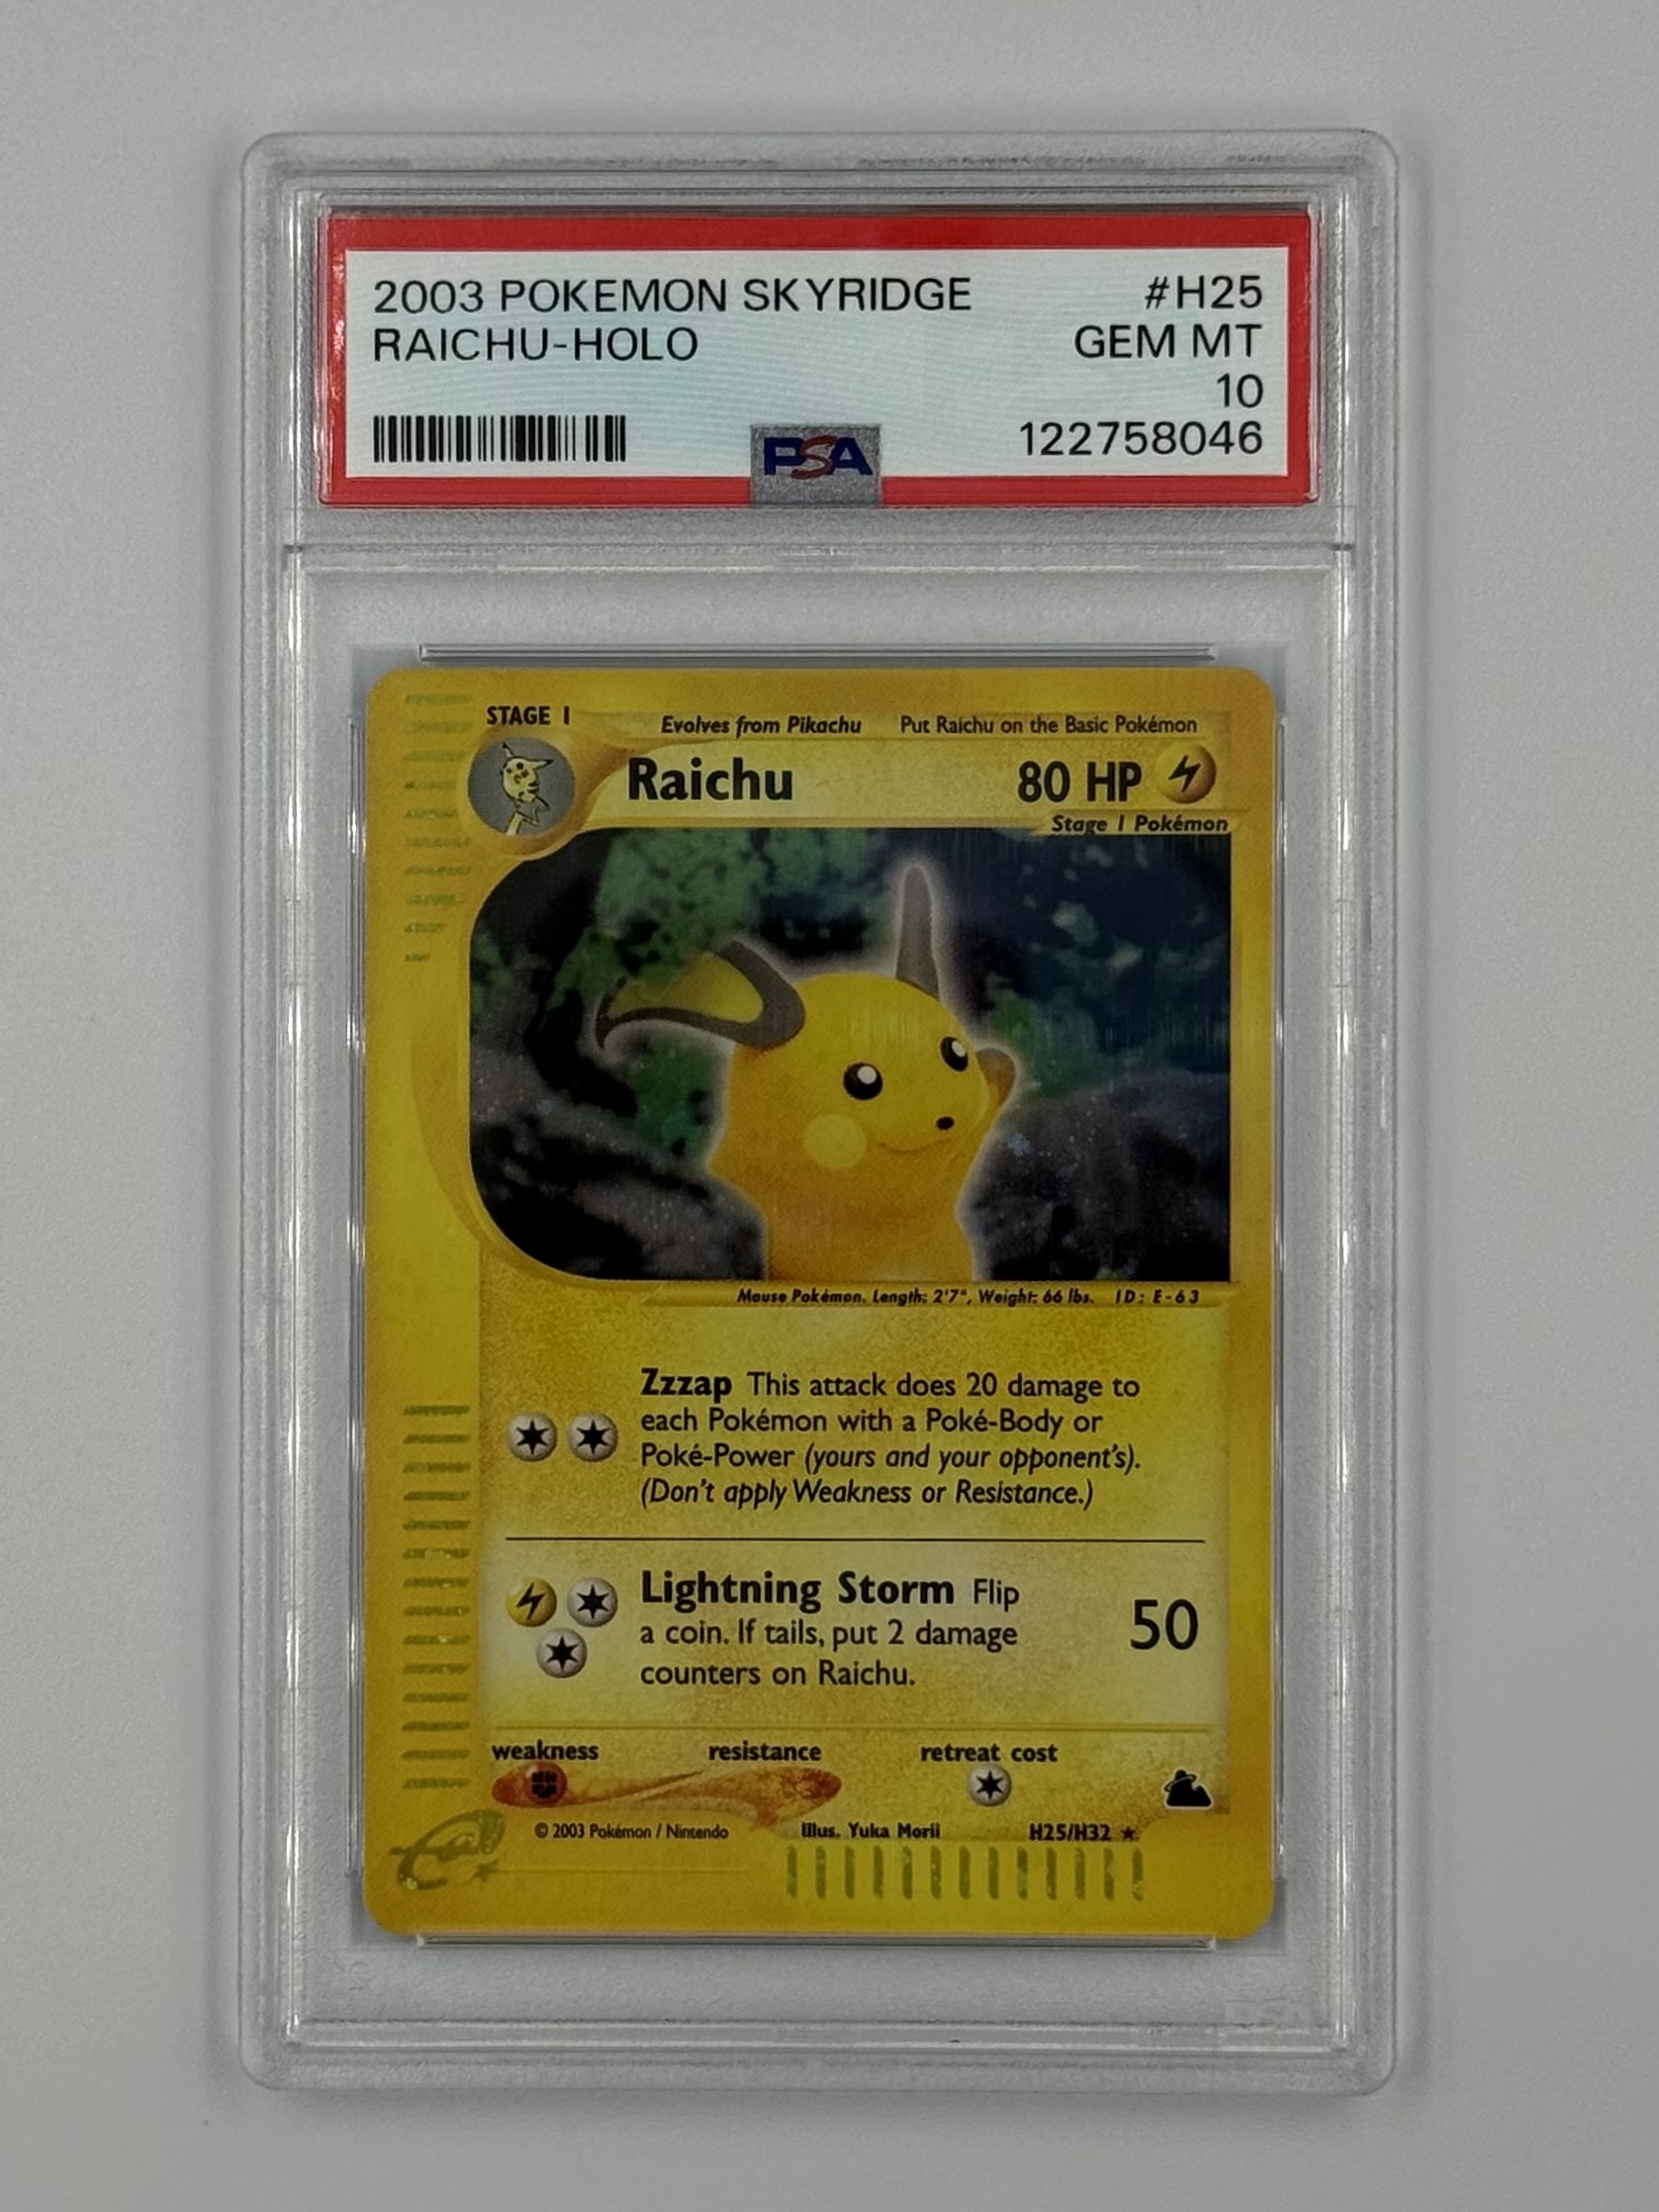 2003 POKEMON SKYRIDGE #H25
RAICHU-HOLO GEM MT
10
PSA 122758046
STAGE 1
Evolves from Pikachu Put Raichu on the Basic Pokémon
Raichu 80 HP
Stage 1 Pokémon
Mouse Pokémon. Length: 2'7", Weight: 66 lbs. ID: E-63
Zzzap This attack does 20 damage to
each Pokémon with a Poké-Body or
Poké-Power (yours and your opponent's).
(Don't apply Weakness or Resistance.)
Lightning Storm Flip
a coin. If tails, put 2 damage 50
counters on Raichu.
weakness resistance retreat cost
© 2003 Pokémon / Nintendo Illus. Yuka Morii H25/H32 ★
PSA